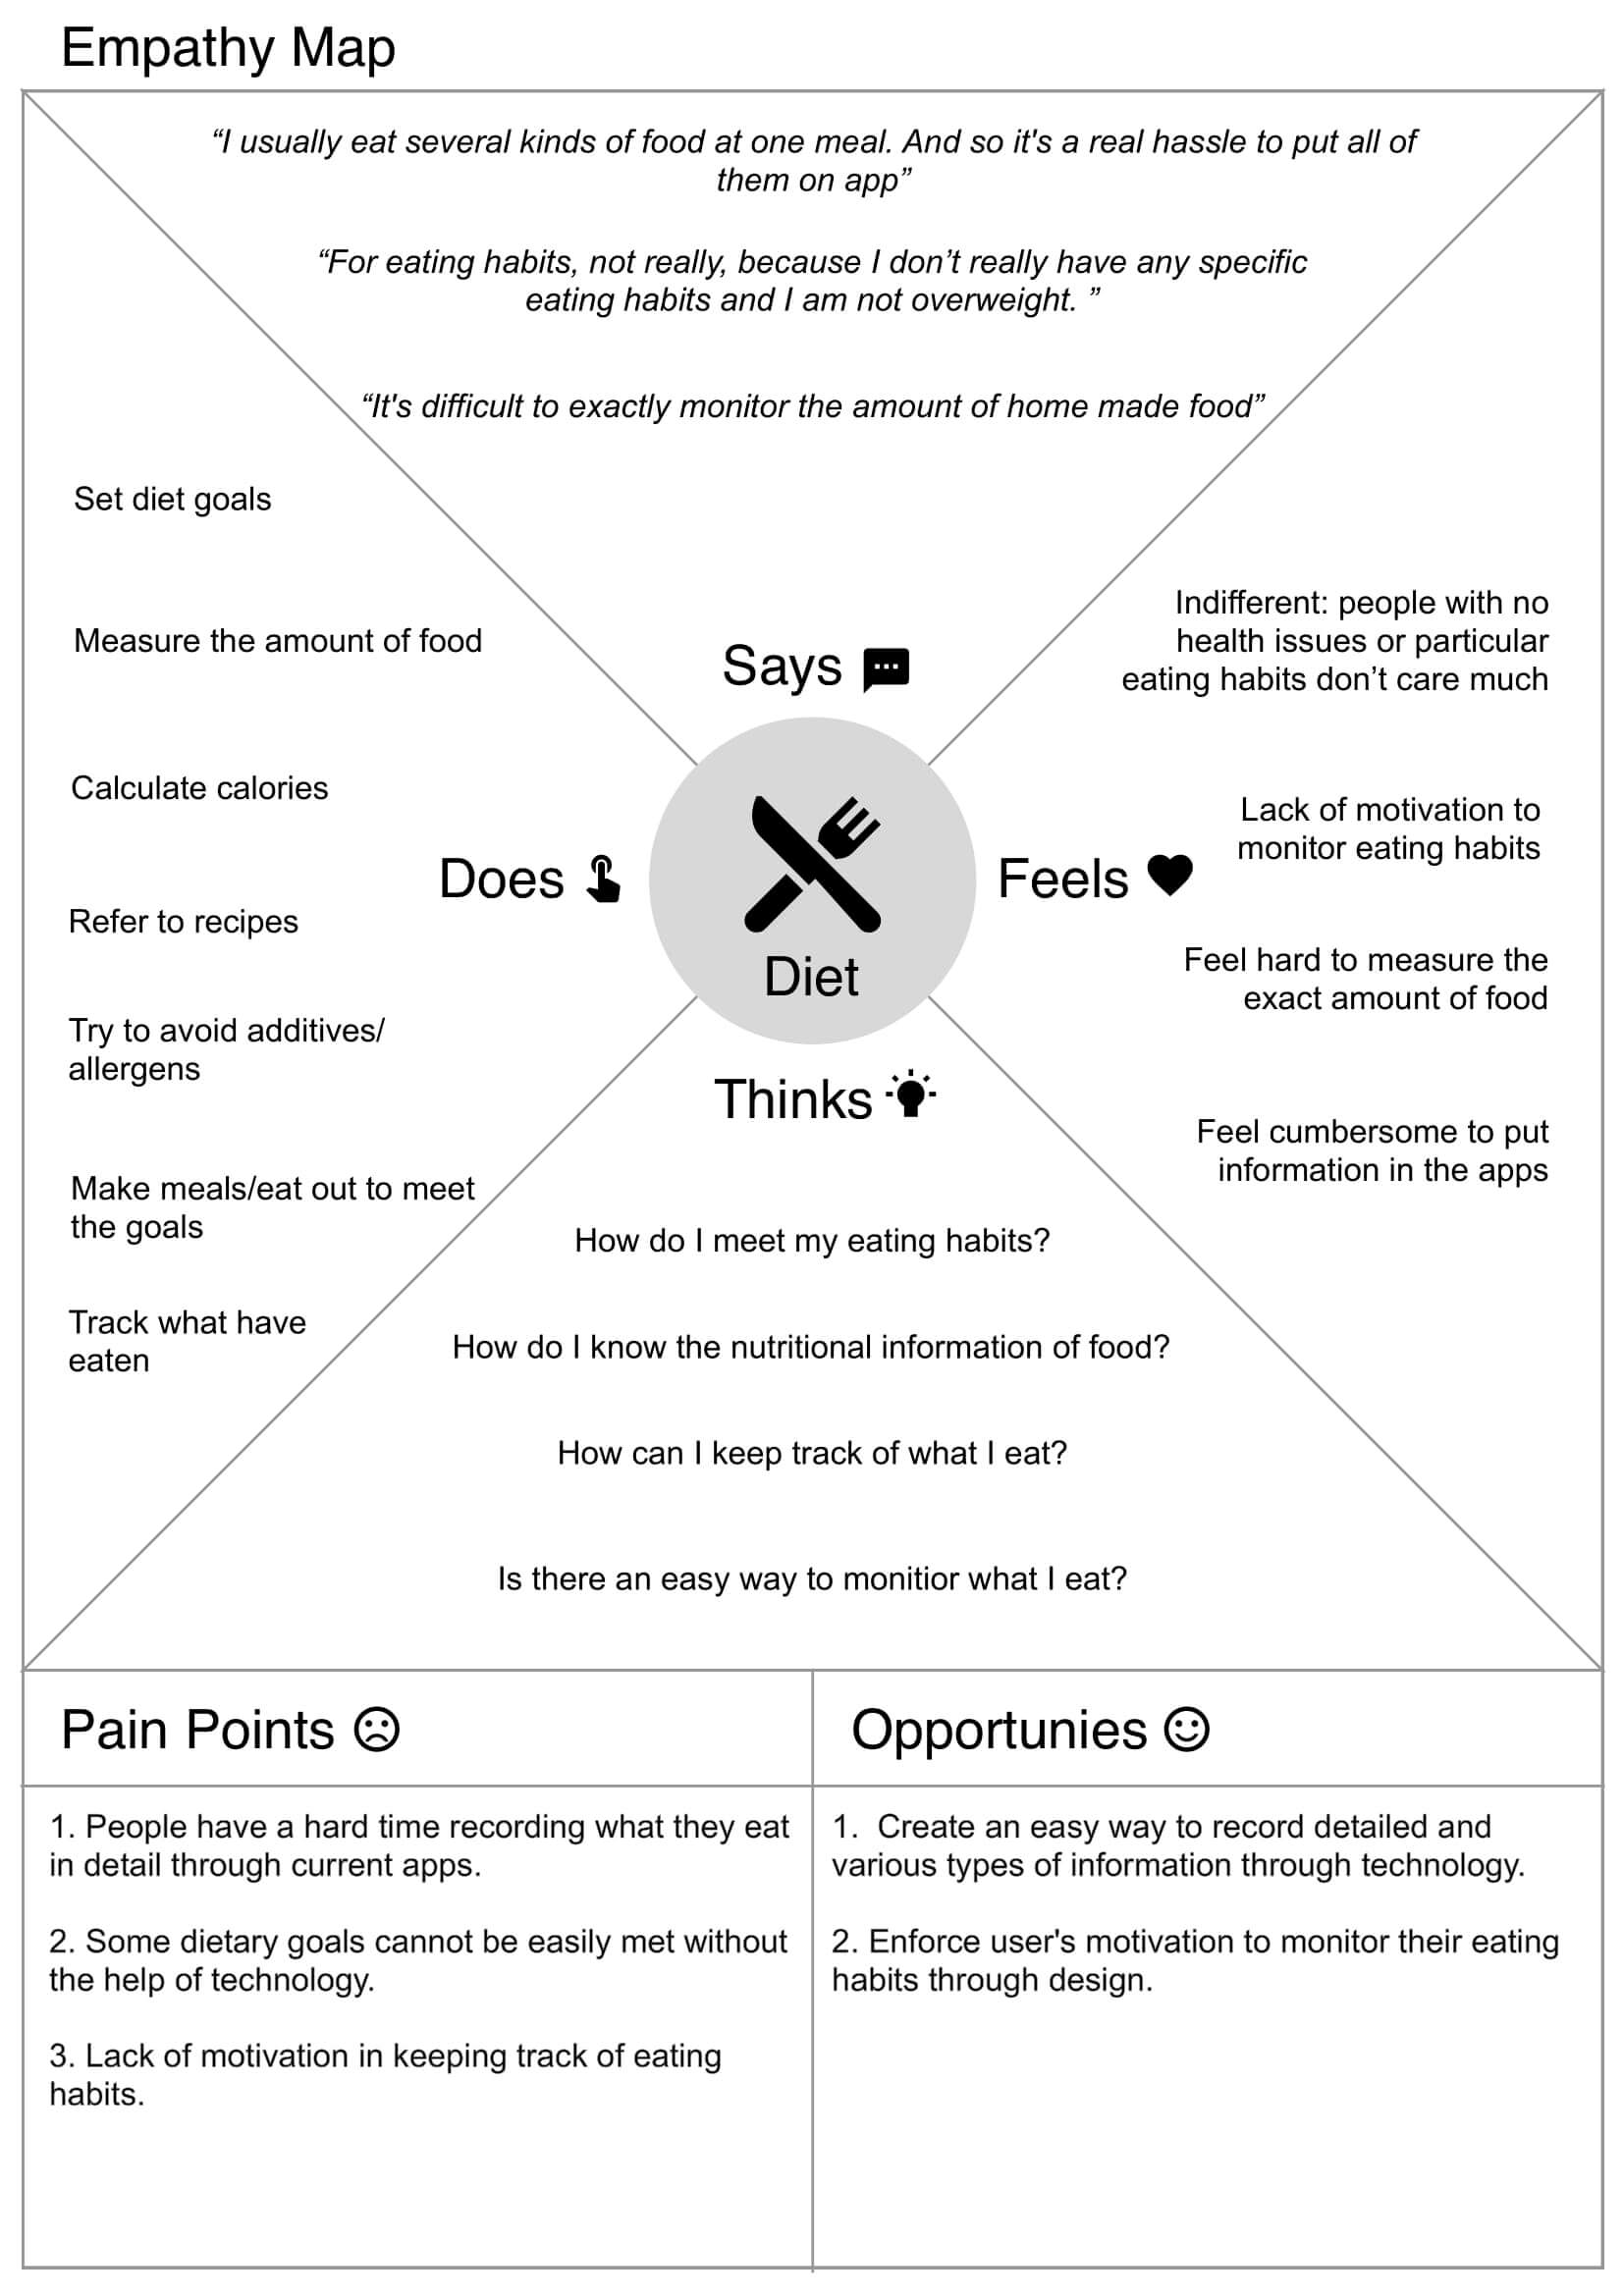 Empathy Map
“I usually eat several kinds of food at one meal. And so it's a real hassle to put all of
them on app”
“For eating habits, not really, because I don’t really have any specific
eating habits and I am not overweight. ”
“It's difficult to exactly monitor the amount of home made food”
Says
Does
Set diet goals
Measure the amount of food
Calculate calories
Refer to recipes
Try to avoid additives/
allergens
Make meals/eat out to meet
the goals
Track what have
eaten
Diet
Feels
Indifferent: people with no
health issues or particular
eating habits don’t care much
Lack of motivation to
monitor eating habits
Feel hard to measure the
exact amount of food
Feel cumbersome to put
information in the apps
Thinks
How do I meet my eating habits?
How do I know the nutritional information of food?
How can I keep track of what I eat?
Is there an easy way to monitior what I eat?
Pain Points
1. People have a hard time recording what they eat
in detail through current apps.
2. Some dietary goals cannot be easily met without
the help of technology.
3. Lack of motivation in keeping track of eating
habits.
Opportunies
1. Create an easy way to record detailed and
various types of information through technology.
2. Enforce user's motivation to monitor their eating
habits through design.